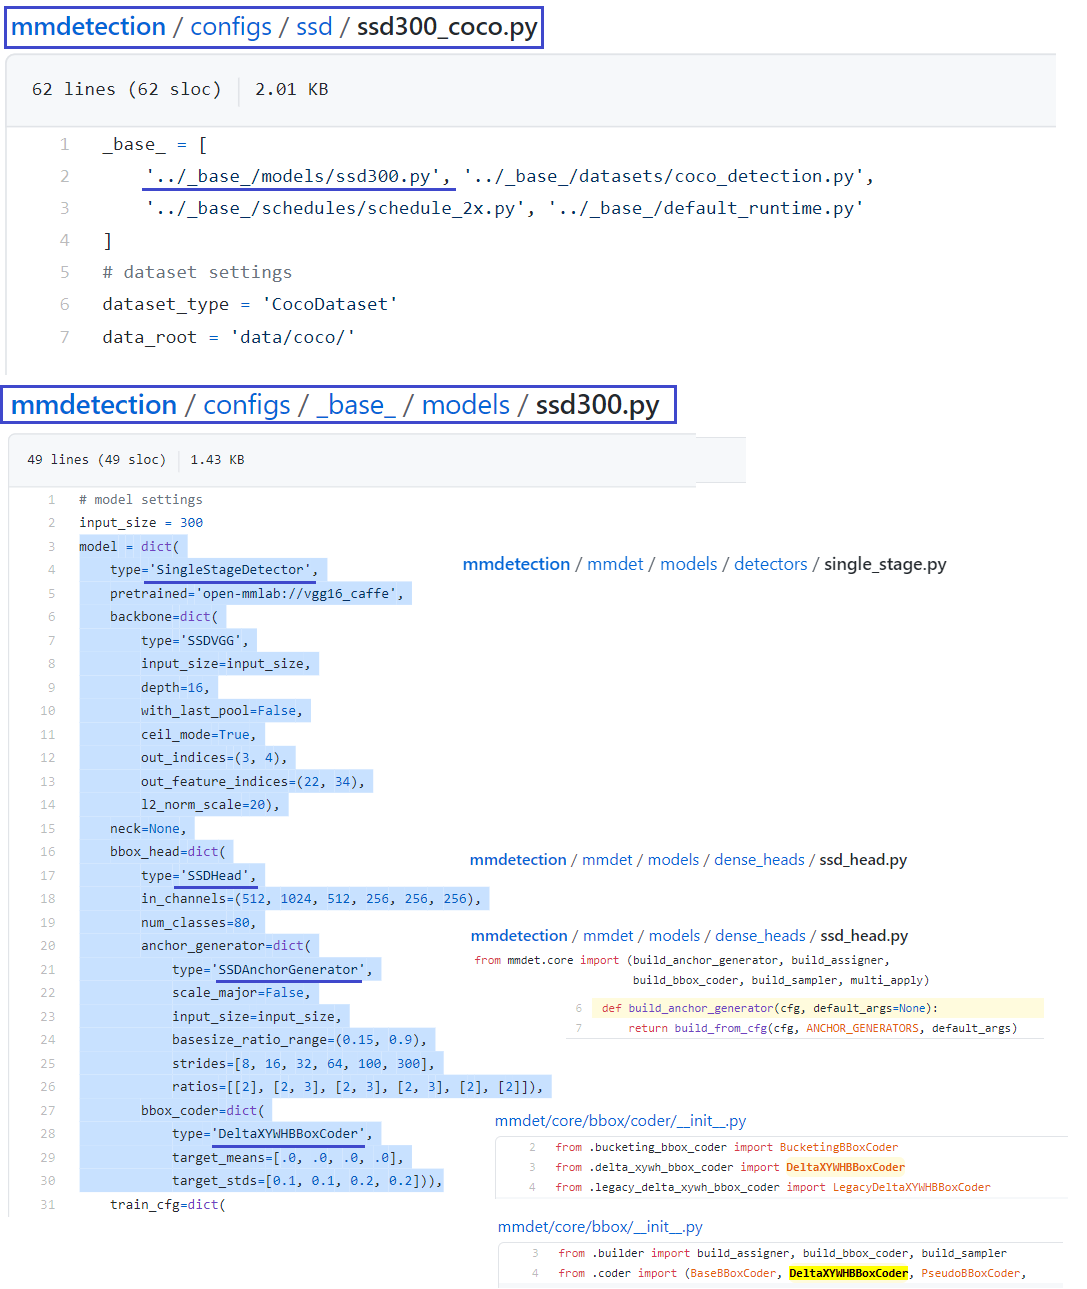 mmdetection / configs / ssd / ssd300_coco.py
62 lines (62 sloc) 2.01 KB
1 _base_ = [
2 '../_base_/models/ssd300.py', '../_base_/datasets/coco_detection.py',
3 '../_base_/schedules/schedule_2x.py', '../_base_/default_runtime.py'
4 ]
5 # dataset settings
6 dataset_type = 'CocoDataset'
7 data_root = 'data/coco/'
mmdetection / configs / _base_ / models / ssd300.py
49 lines (49 sloc) 1.43 KB
1 # model settings
2 input_size = 300
3 model = dict(
4 type='SingleStageDetector',
mmdetection / mmdet / models / detectors / single_stage.py
5 pretrained='open-mmlab://vgg16_caffe',
6 backbone=dict(
7 type='SSDVGG',
8 input_size=input_size,
9 depth=16,
10 with_last_pool=False,
11 ceil_mode=True,
12 out_indices=(3, 4),
13 out_feature_indices=(22, 34),
14 l2_norm_scale=20),
15 neck=None,
16 bbox_head=dict(
mmdetection / mmdet / models / dense_heads / ssd_head.py
17 type='SSDHead',
18 in_channels=(512, 1024, 512, 256, 256, 256),
19 num_classes=80,
20 anchor_generator=dict(
21 type='SSDAnchorGenerator',
22 scale_major=False,
23 input_size=input_size,
24 basesize_ratio_range=(0.15, 0.9),
25 strides=[8, 16, 32, 64, 100, 300],
26 ratios=[[2], [2, 3], [2, 3], [2, 3], [2], [2]]),
mmdetection / mmdet / models / dense_heads / ssd_head.py
from mmdet.core import (build_anchor_generator, build_assigner,
build_bbox_coder, build_sampler, multi_apply)
6 def build_anchor_generator(cfg, default_args=None):
7 return build_from_cfg(cfg, ANCHOR_GENERATORS, default_args)
27 bbox_coder=dict(
28 type='DeltaXYWHBBoxCoder',
29 target_means=[.0, .0, .0, .0],
30 target_stds=[0.1, 0.1, 0.2, 0.2])),
31 train_cfg=dict(
mmdet/core/bbox/coder/__init__.py
2 from .bucketing_bbox_coder import BucketingBBoxCoder
3 from .delta_xywh_bbox_coder import DeltaXYWHBBoxCoder
4 from .legacy_delta_xywh_bbox_coder import LegacyDeltaXYWHBBoxCoder
mmdet/core/bbox/__init__.py
3 from .builder import build_assigner, build_bbox_coder, build_sampler
4 from .coder import (BaseBBoxCoder, DeltaXYWHBBoxCoder, PseudoBBoxCoder,